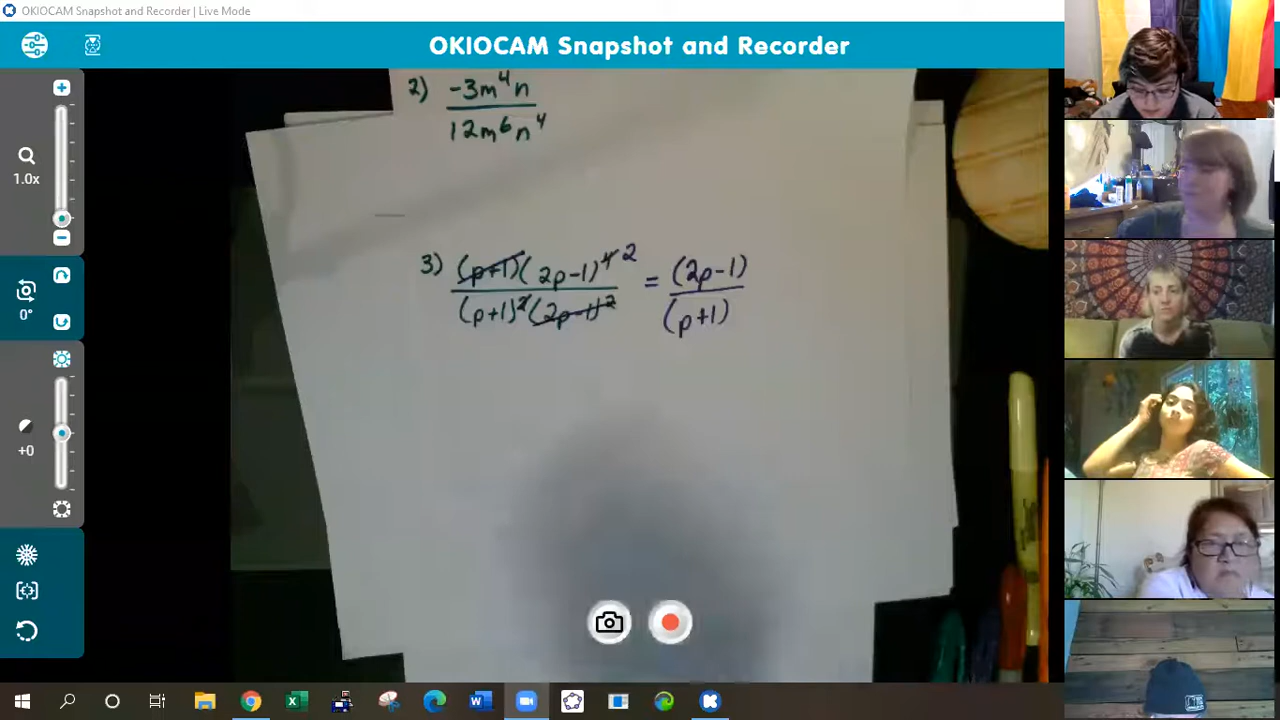 OKIOCAM Snapshot and Recorder | Live Mode
OKIOCAM Snapshot and Recorder
1.0x
0°
+0
2) -3m⁴n
12m⁶n⁴
3) (p+1)(2p-1)⁴ 2 = (2p-1)
(p+1)²(2p-1)² (p+1)